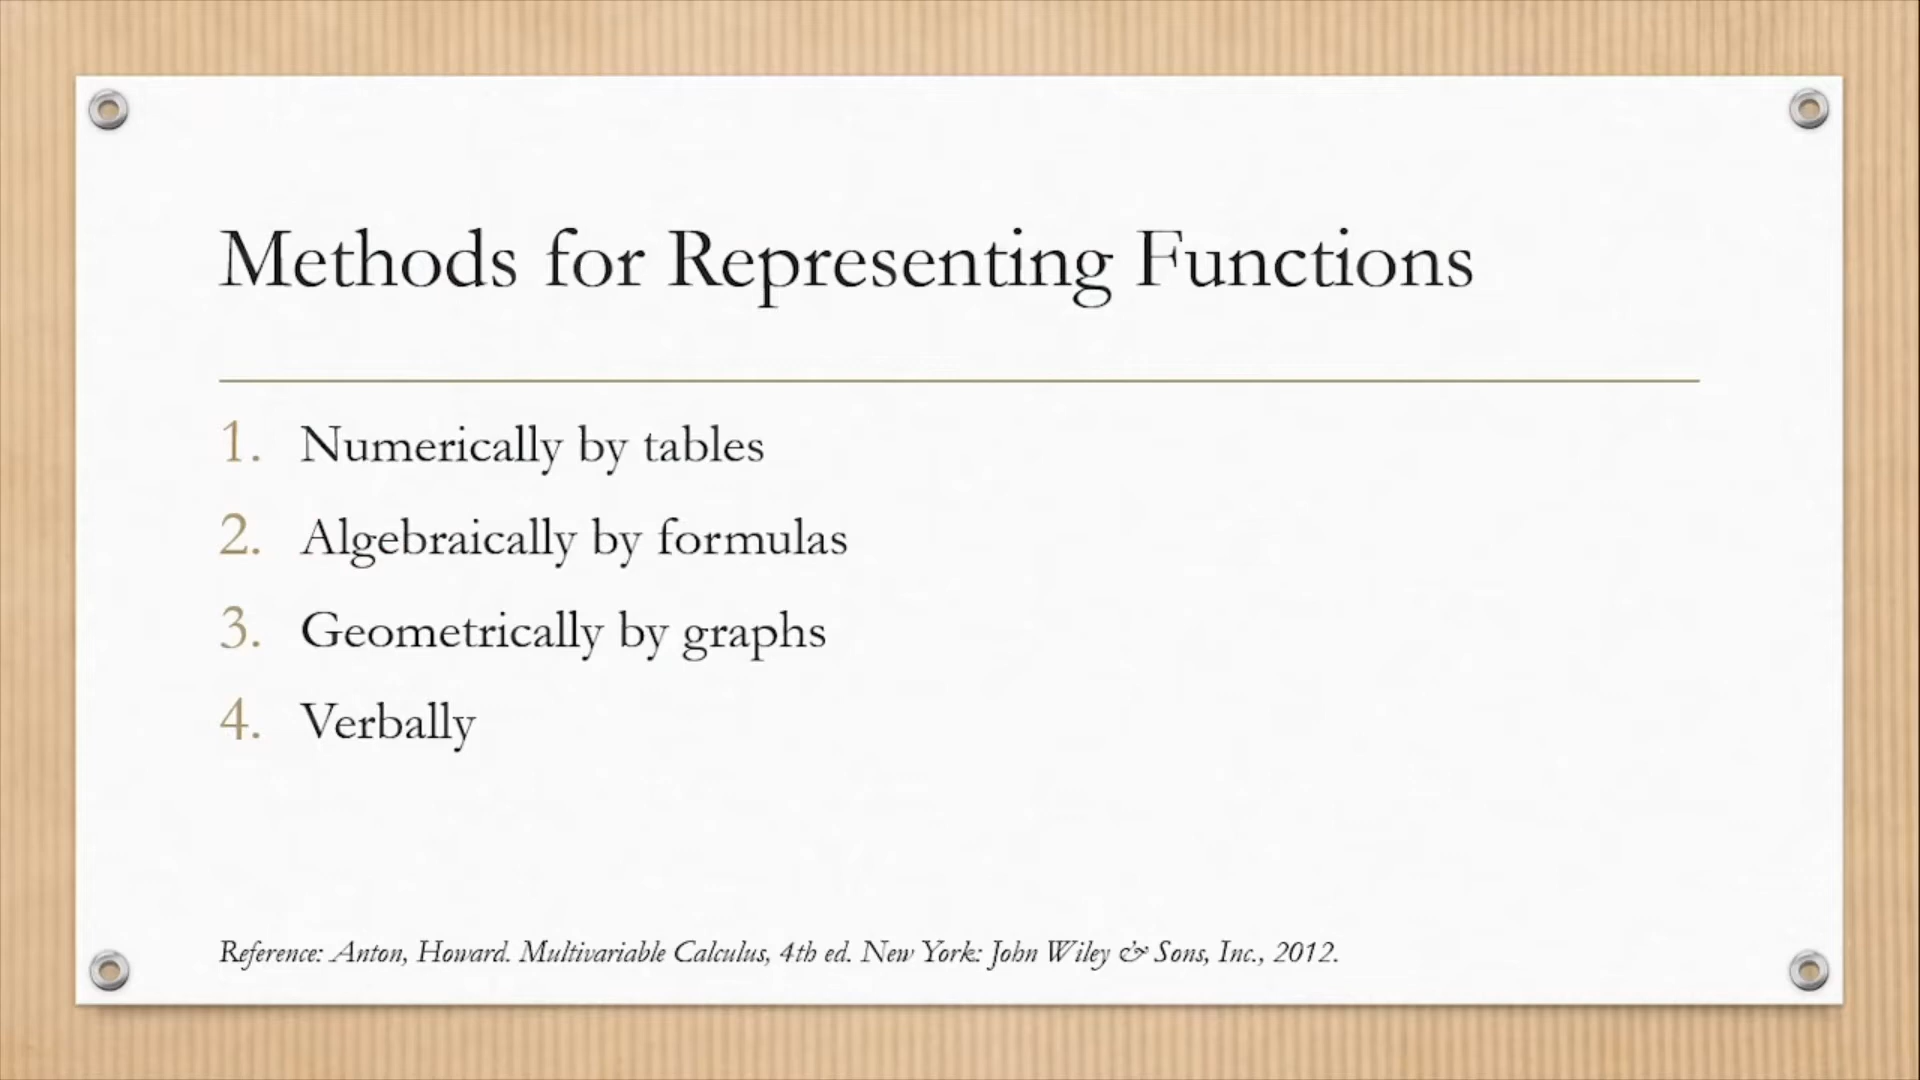 Methods for Representing Functions
1. Numerically by tables
2. Algebraically by formulas
3. Geometrically by graphs
4. Verbally
Reference: Anton, Howard. Multivariable Calculus, 4th ed. New York: John Wiley & Sons, Inc., 2012.